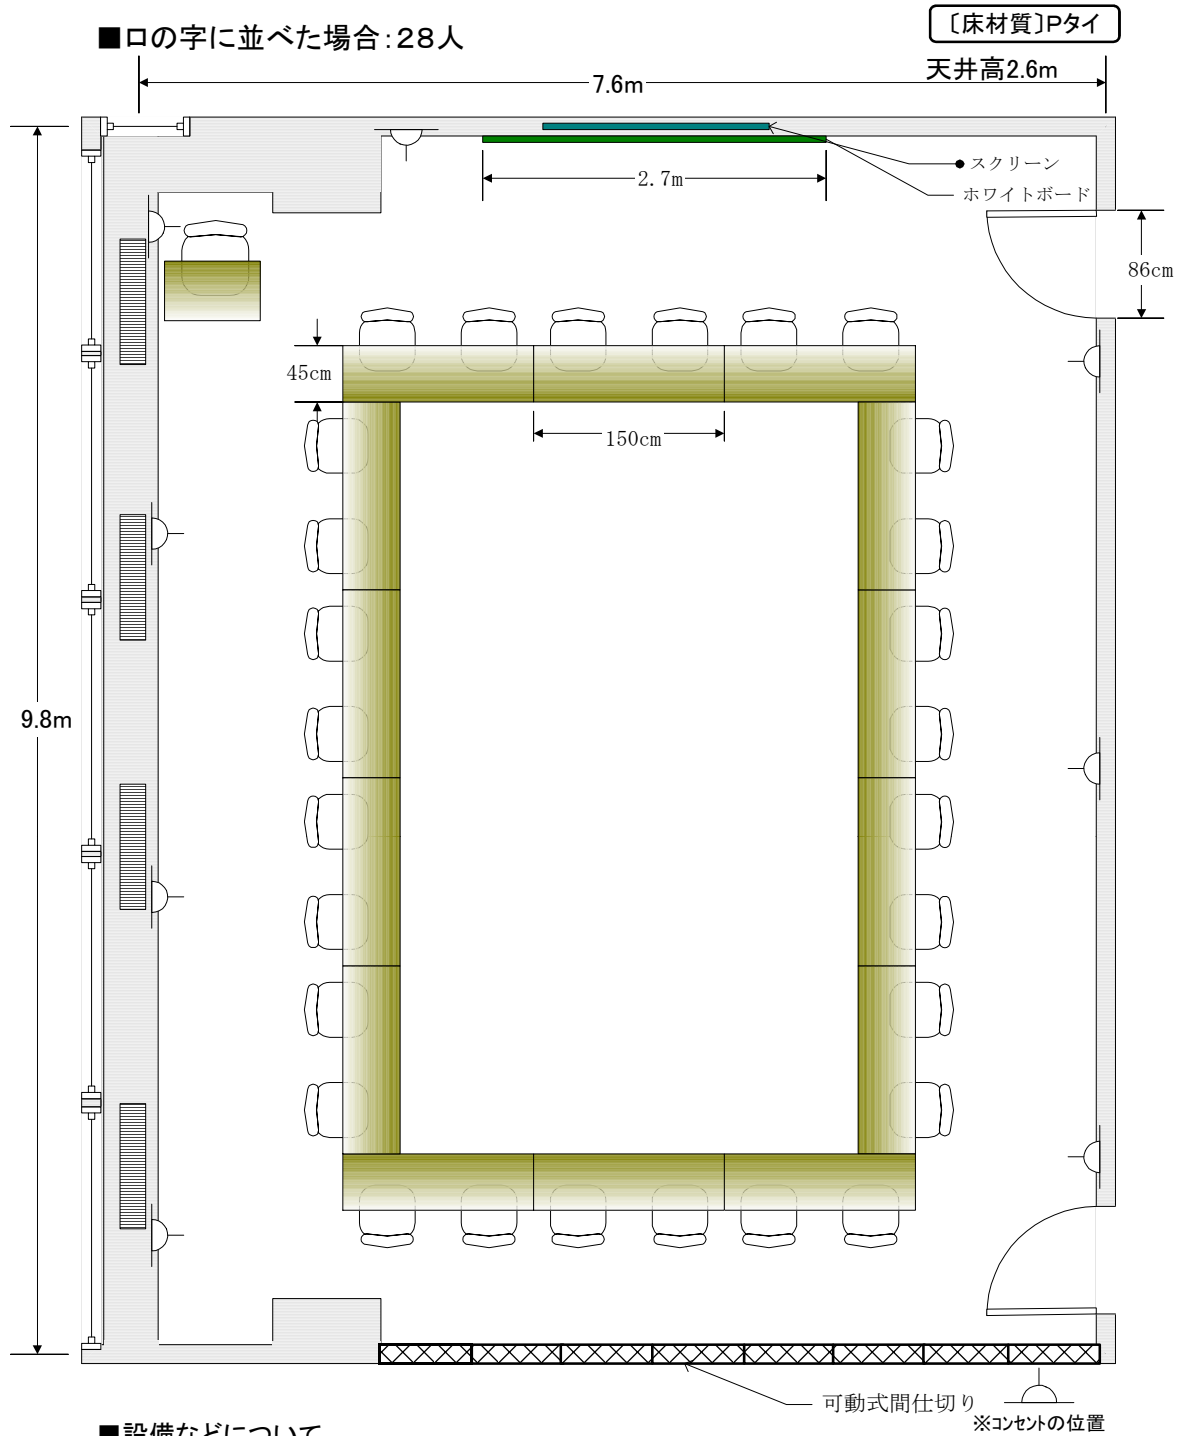 ■ロの字に並べた場合:28人
〔床材質〕Pタイ
天井高2.6m
7.6m
スクリーン
2.7m
ホワイトボード
86cm
45cm
150cm
9.8m
可動式間仕切り
※コンセントの位置
■設備などについて